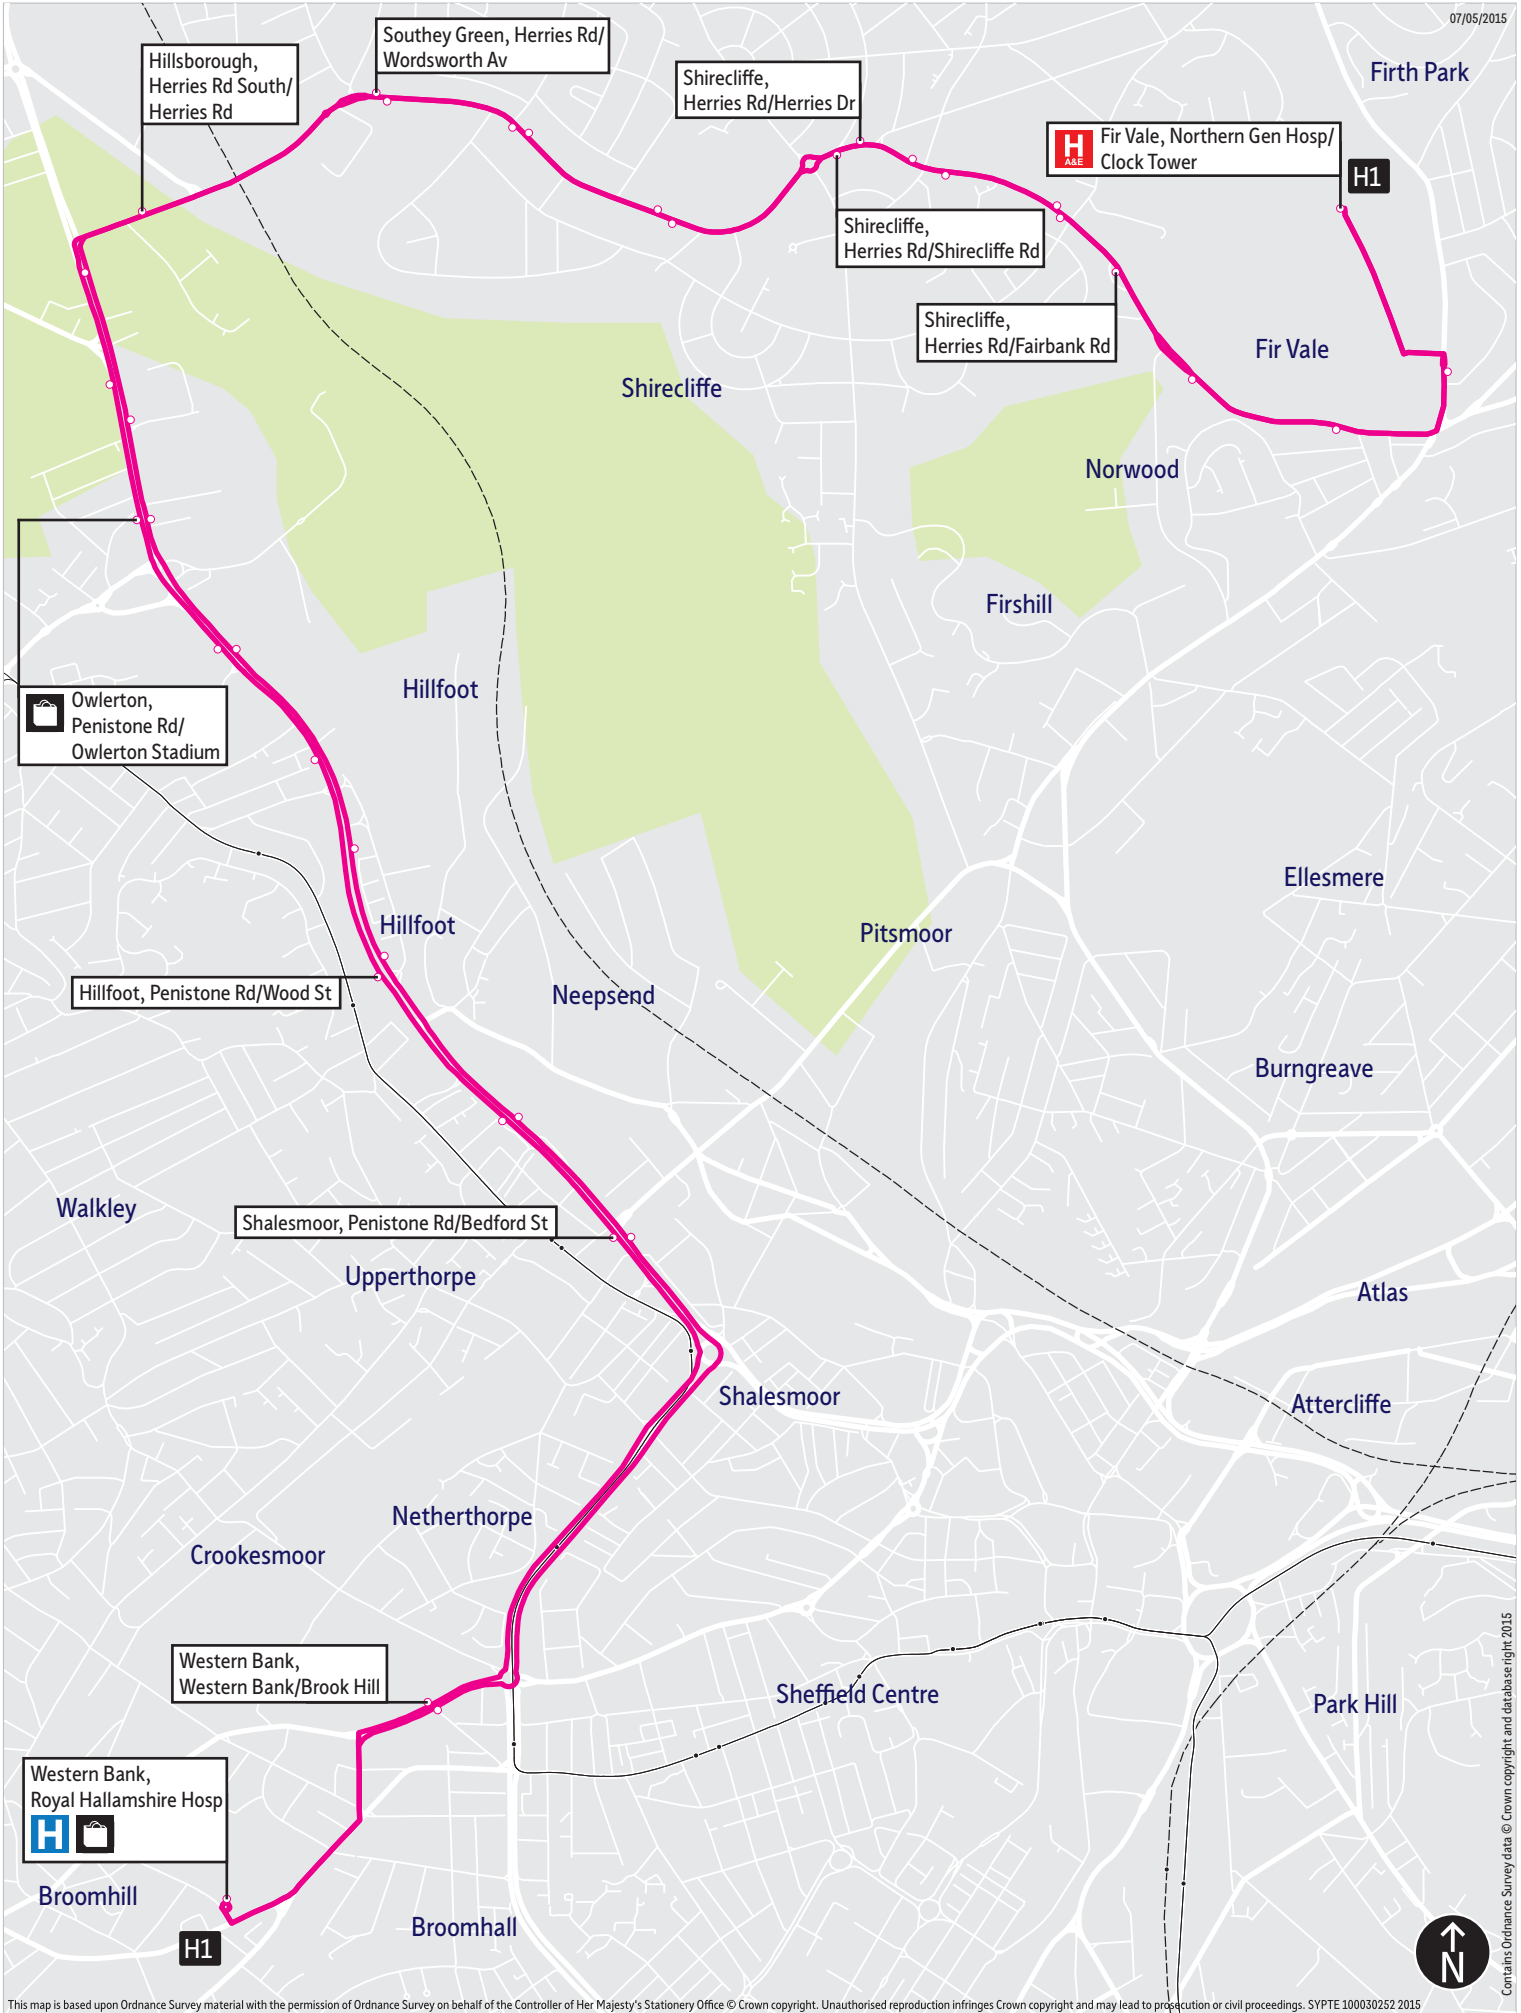 07/05/2015
Hillsborough,
Herries Rd South/
Herries Rd
Southey Green, Herries Rd/
Wordsworth Av
Shirecliffe,
Herries Rd/Herries Dr
Firth Park
H
A&E
Fir Vale, Northern Gen Hosp/
Clock Tower
H1
Shirecliffe,
Herries Rd/Shirecliffe Rd
Shirecliffe,
Herries Rd/Fairbank Rd
Fir Vale
Shirecliffe
Norwood
Firshill
Hillfoot
Owlerton,
Penistone Rd/
Owlerton Stadium
Ellesmere
Hillfoot
Pitsmoor
Hillfoot, Penistone Rd/Wood St
Neepsend
Burngreave
Walkley
Shalesmoor, Penistone Rd/Bedford St
Upperthorpe
Atlas
Shalesmoor
Attercliffe
Netherthorpe
Crookesmoor
Western Bank,
Western Bank/Brook Hill
Sheffield Centre
Park Hill
Western Bank,
Royal Hallamshire Hosp
H
Broomhill
Broomhall
H1
N
Contains Ordnance Survey data © Crown copyright and database right 2015
This map is based upon Ordnance Survey material with the permission of Ordnance Survey on behalf of the Controller of Her Majesty's Stationery Office © Crown copyright. Unauthorised reproduction infringes Crown copyright and may lead to prosecution or civil proceedings. SYPTE 100030252 2015